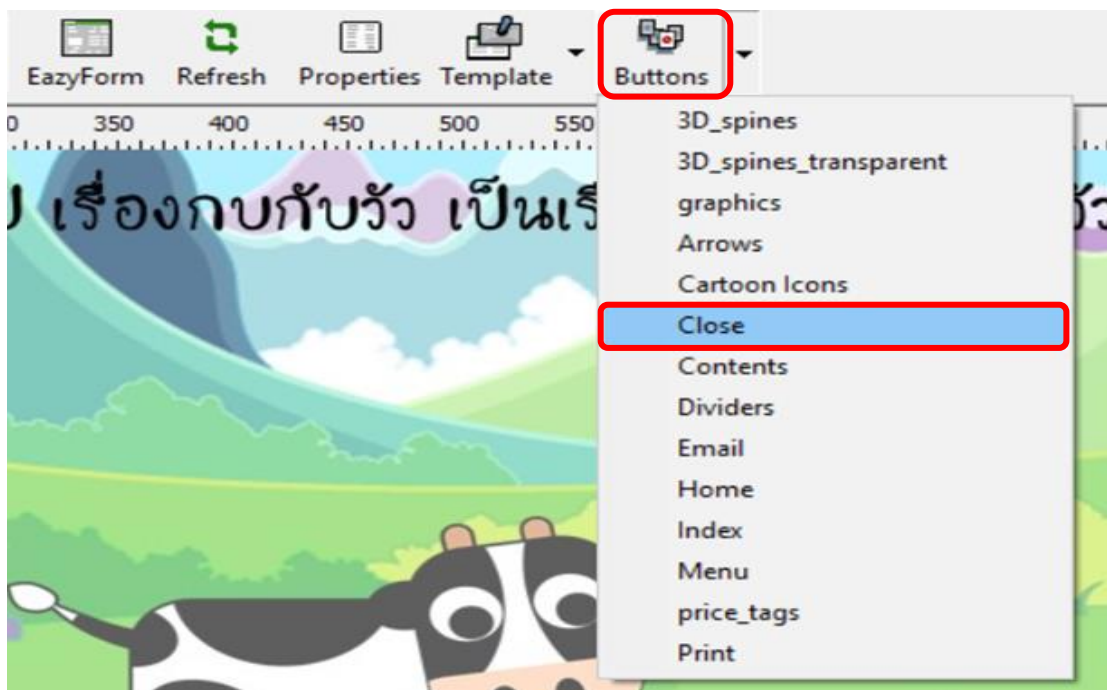 EazyForm Refresh Properties Template Buttons
350 400 450 500 550
เรื่องกบกับวัว เป็นเรื
3D_spines
3D_spines_transparent
graphics
Arrows
Cartoon Icons
Close
Contents
Dividers
Email
Home
Index
Menu
price_tags
Print